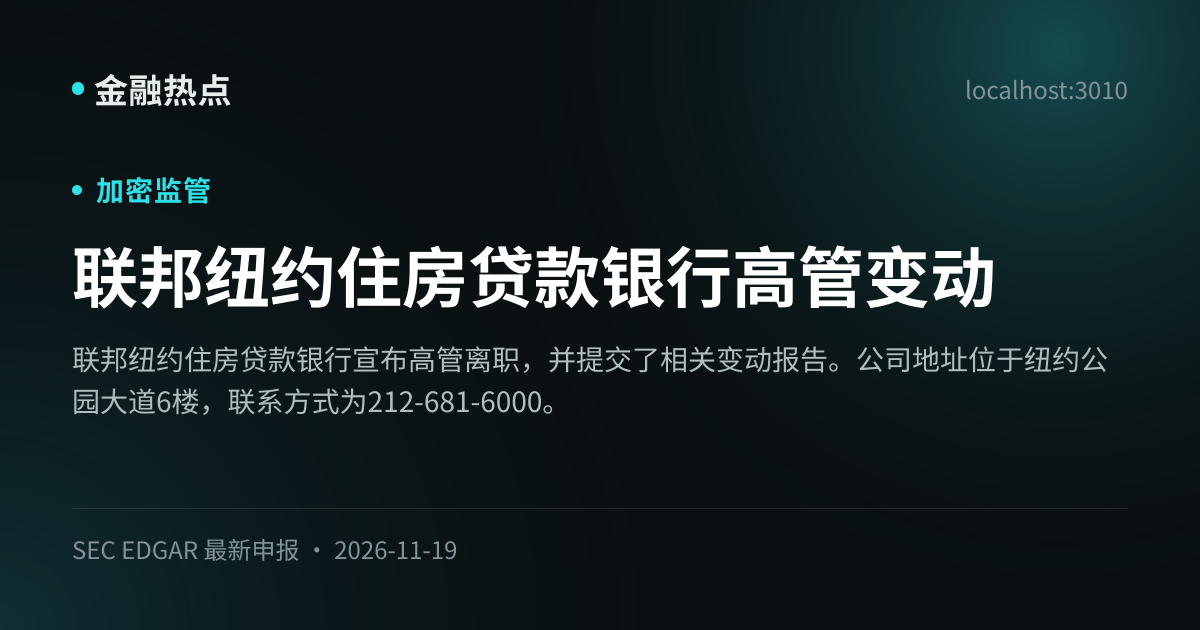 金融热点
localhost:3010
加密监管
联邦纽约住房贷款银行高管变动
联邦纽约住房贷款银行宣布高管离职，并提交了相关变动报告。公司地址位于纽约公
园大道6楼，联系方式为212-681-6000。
SEC EDGAR 最新申报 • 2026-11-19